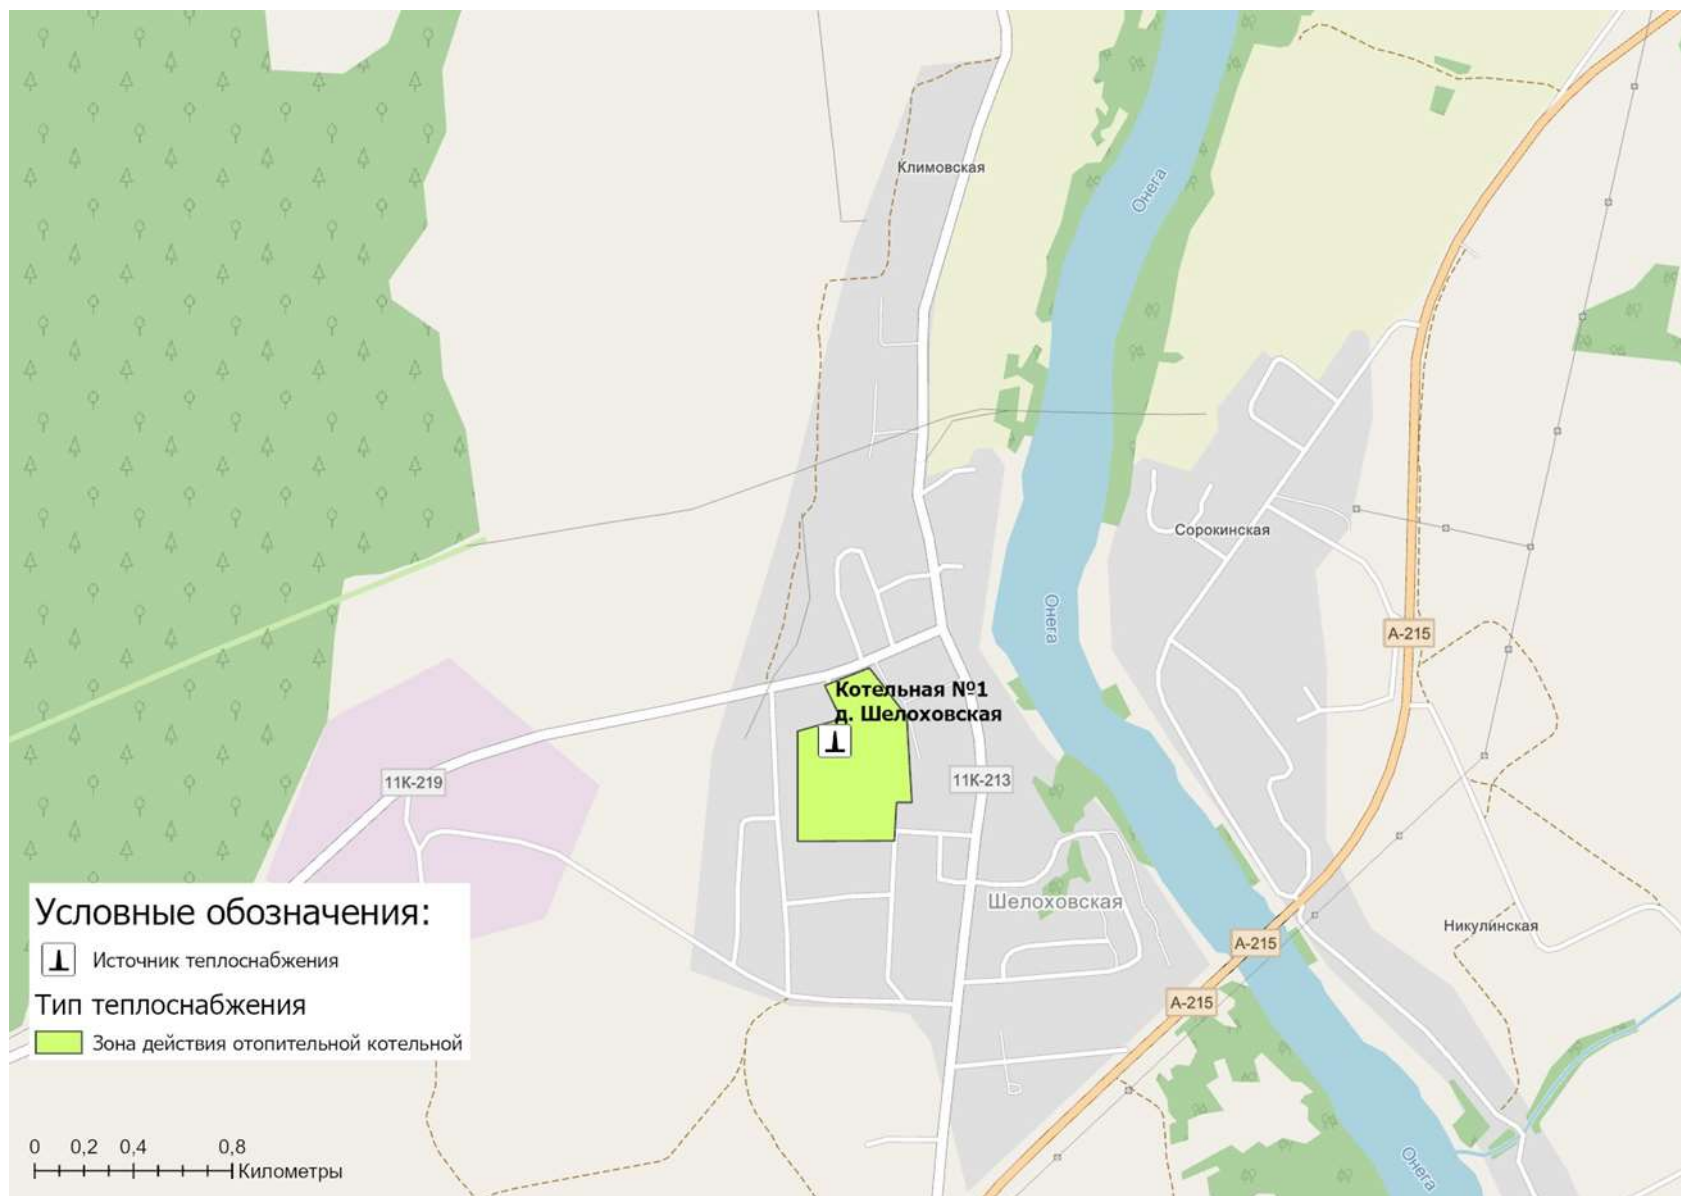 Климовская
Онега
Сорокинская
Онега
А-215
Котельная №1
д. Шелоховская
11К-219
11К-213
Шелоховская
Никулинская
А-215
А-215
Условные обозначения:
Источник теплоснабжения
Тип теплоснабжения
Зона действия отопительной котельной
0 0,2 0,4 0,8
Километры
Онега